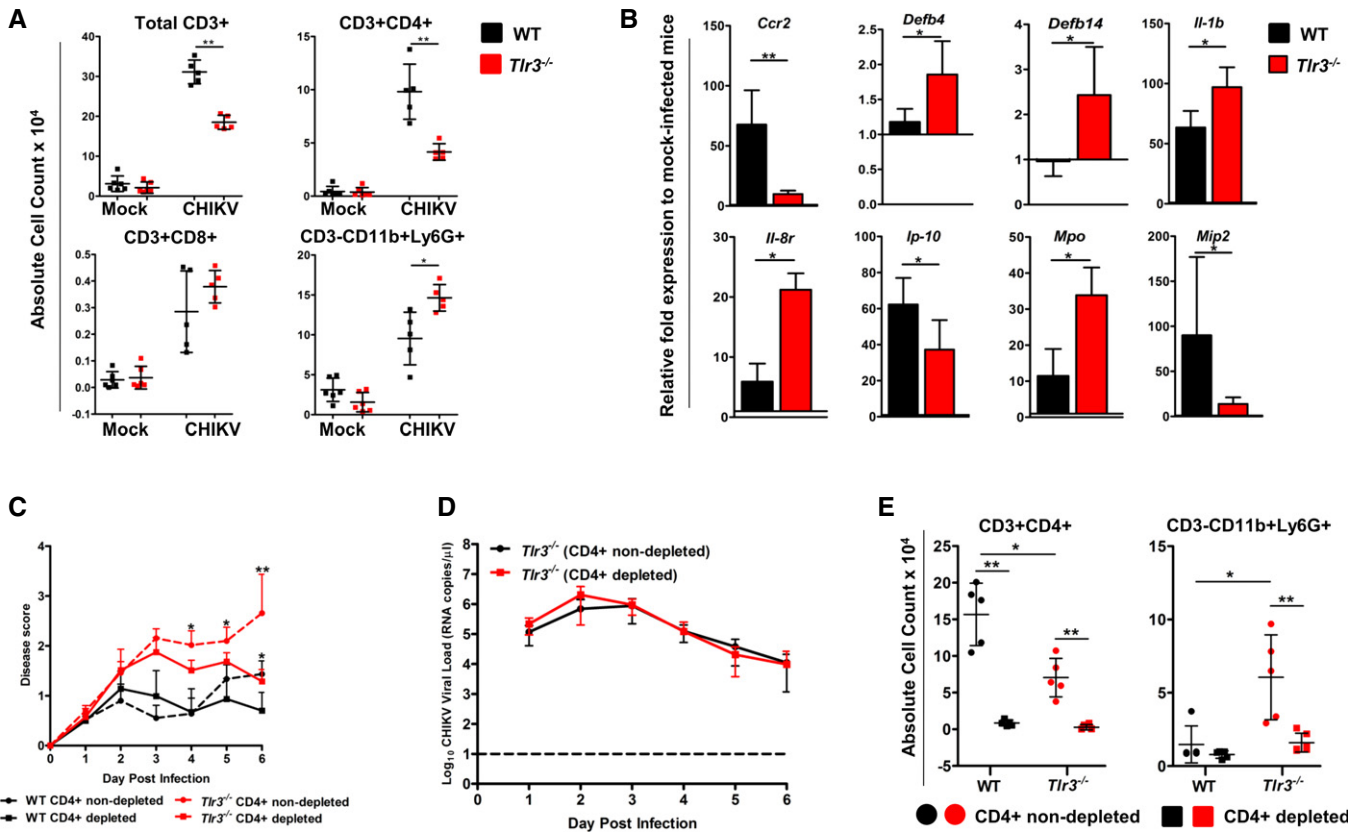 A
Total CD3+
CD3+CD4+
WT
Tlr3-/-
Absolute Cell Count x 10⁴
40
30
20
10
0
**
Mock
CHIKV
15
10
5
0
**
Mock
CHIKV
CD3+CD8+
CD3-CD11b+Ly6G+
0.5
0.4
0.3
0.2
0.1
0.0
-0.1
Mock
CHIKV
20
15
10
5
0
*
Mock
CHIKV
B
Relative fold expression to mock-infected mice
Ccr2
150
100
50
0
**
Defb4
2.5
2.0
1.5
1.0
0.5
0.0
*
Defb14
4
3
2
1
0
*
Il-1b
150
100
50
0
*
WT
Tlr3-/-
Il-8r
30
20
10
0
*
Ip-10
100
80
60
40
20
0
*
Mpo
50
40
30
20
10
0
*
Mip2
200
150
100
50
0
*
C
Disease score
4
3
2
1
0
*
*
**
*
0 1 2 3 4 5 6
Day Post Infection
WT CD4+ non-depleted
Tlr3-/- CD4+ non-depleted
WT CD4+ depleted
Tlr3-/- CD4+ depleted
D
Log10 CHIKV Viral Load (RNA copies/µl)
8
7
6
5
4
3
2
1
0
Tlr3-/- (CD4+ non-depleted)
Tlr3-/- (CD4+ depleted)
0 1 2 3 4 5 6
Day Post Infection
E
Absolute Cell Count x 10⁴
CD3+CD4+
25
20
15
10
5
0
-5
*
**
**
WT
Tlr3-/-
CD3-CD11b+Ly6G+
15
10
5
0
*
**
WT
Tlr3-/-
CD4+ non-depleted
CD4+ depleted